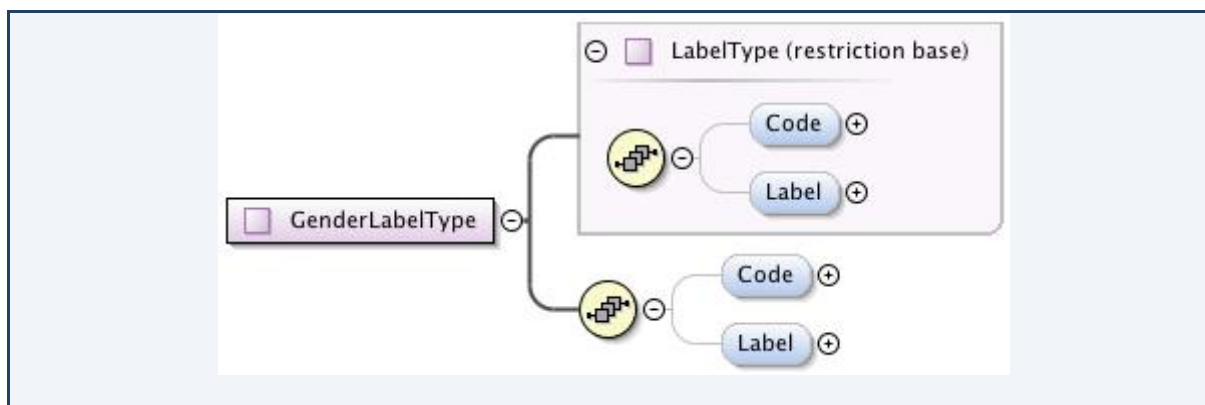 LabelType (restriction base)
Code
Label
GenderLabelType
Code
Label